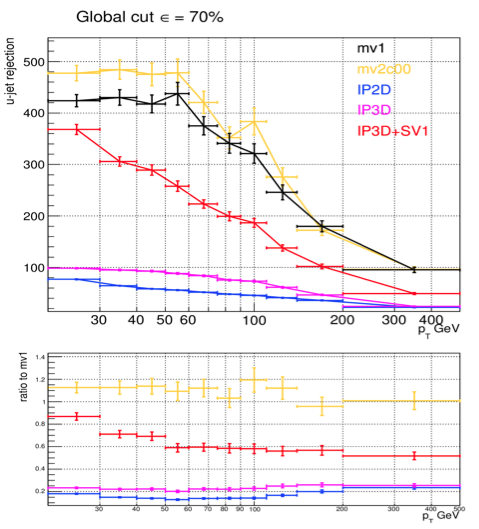 Global cut ϵ = 70%
u-jet rejection
500
400
300
200
100
mv1
mv2c00
IP2D
IP3D
IP3D+SV1
30 40 50 60 100 200 300 400
p_T GeV
ratio to mv1
1.4
1.2
1
0.8
0.6
0.4
0.2
30 40 50 60 70 80 90 100 200 300 400 500
p_T GeV